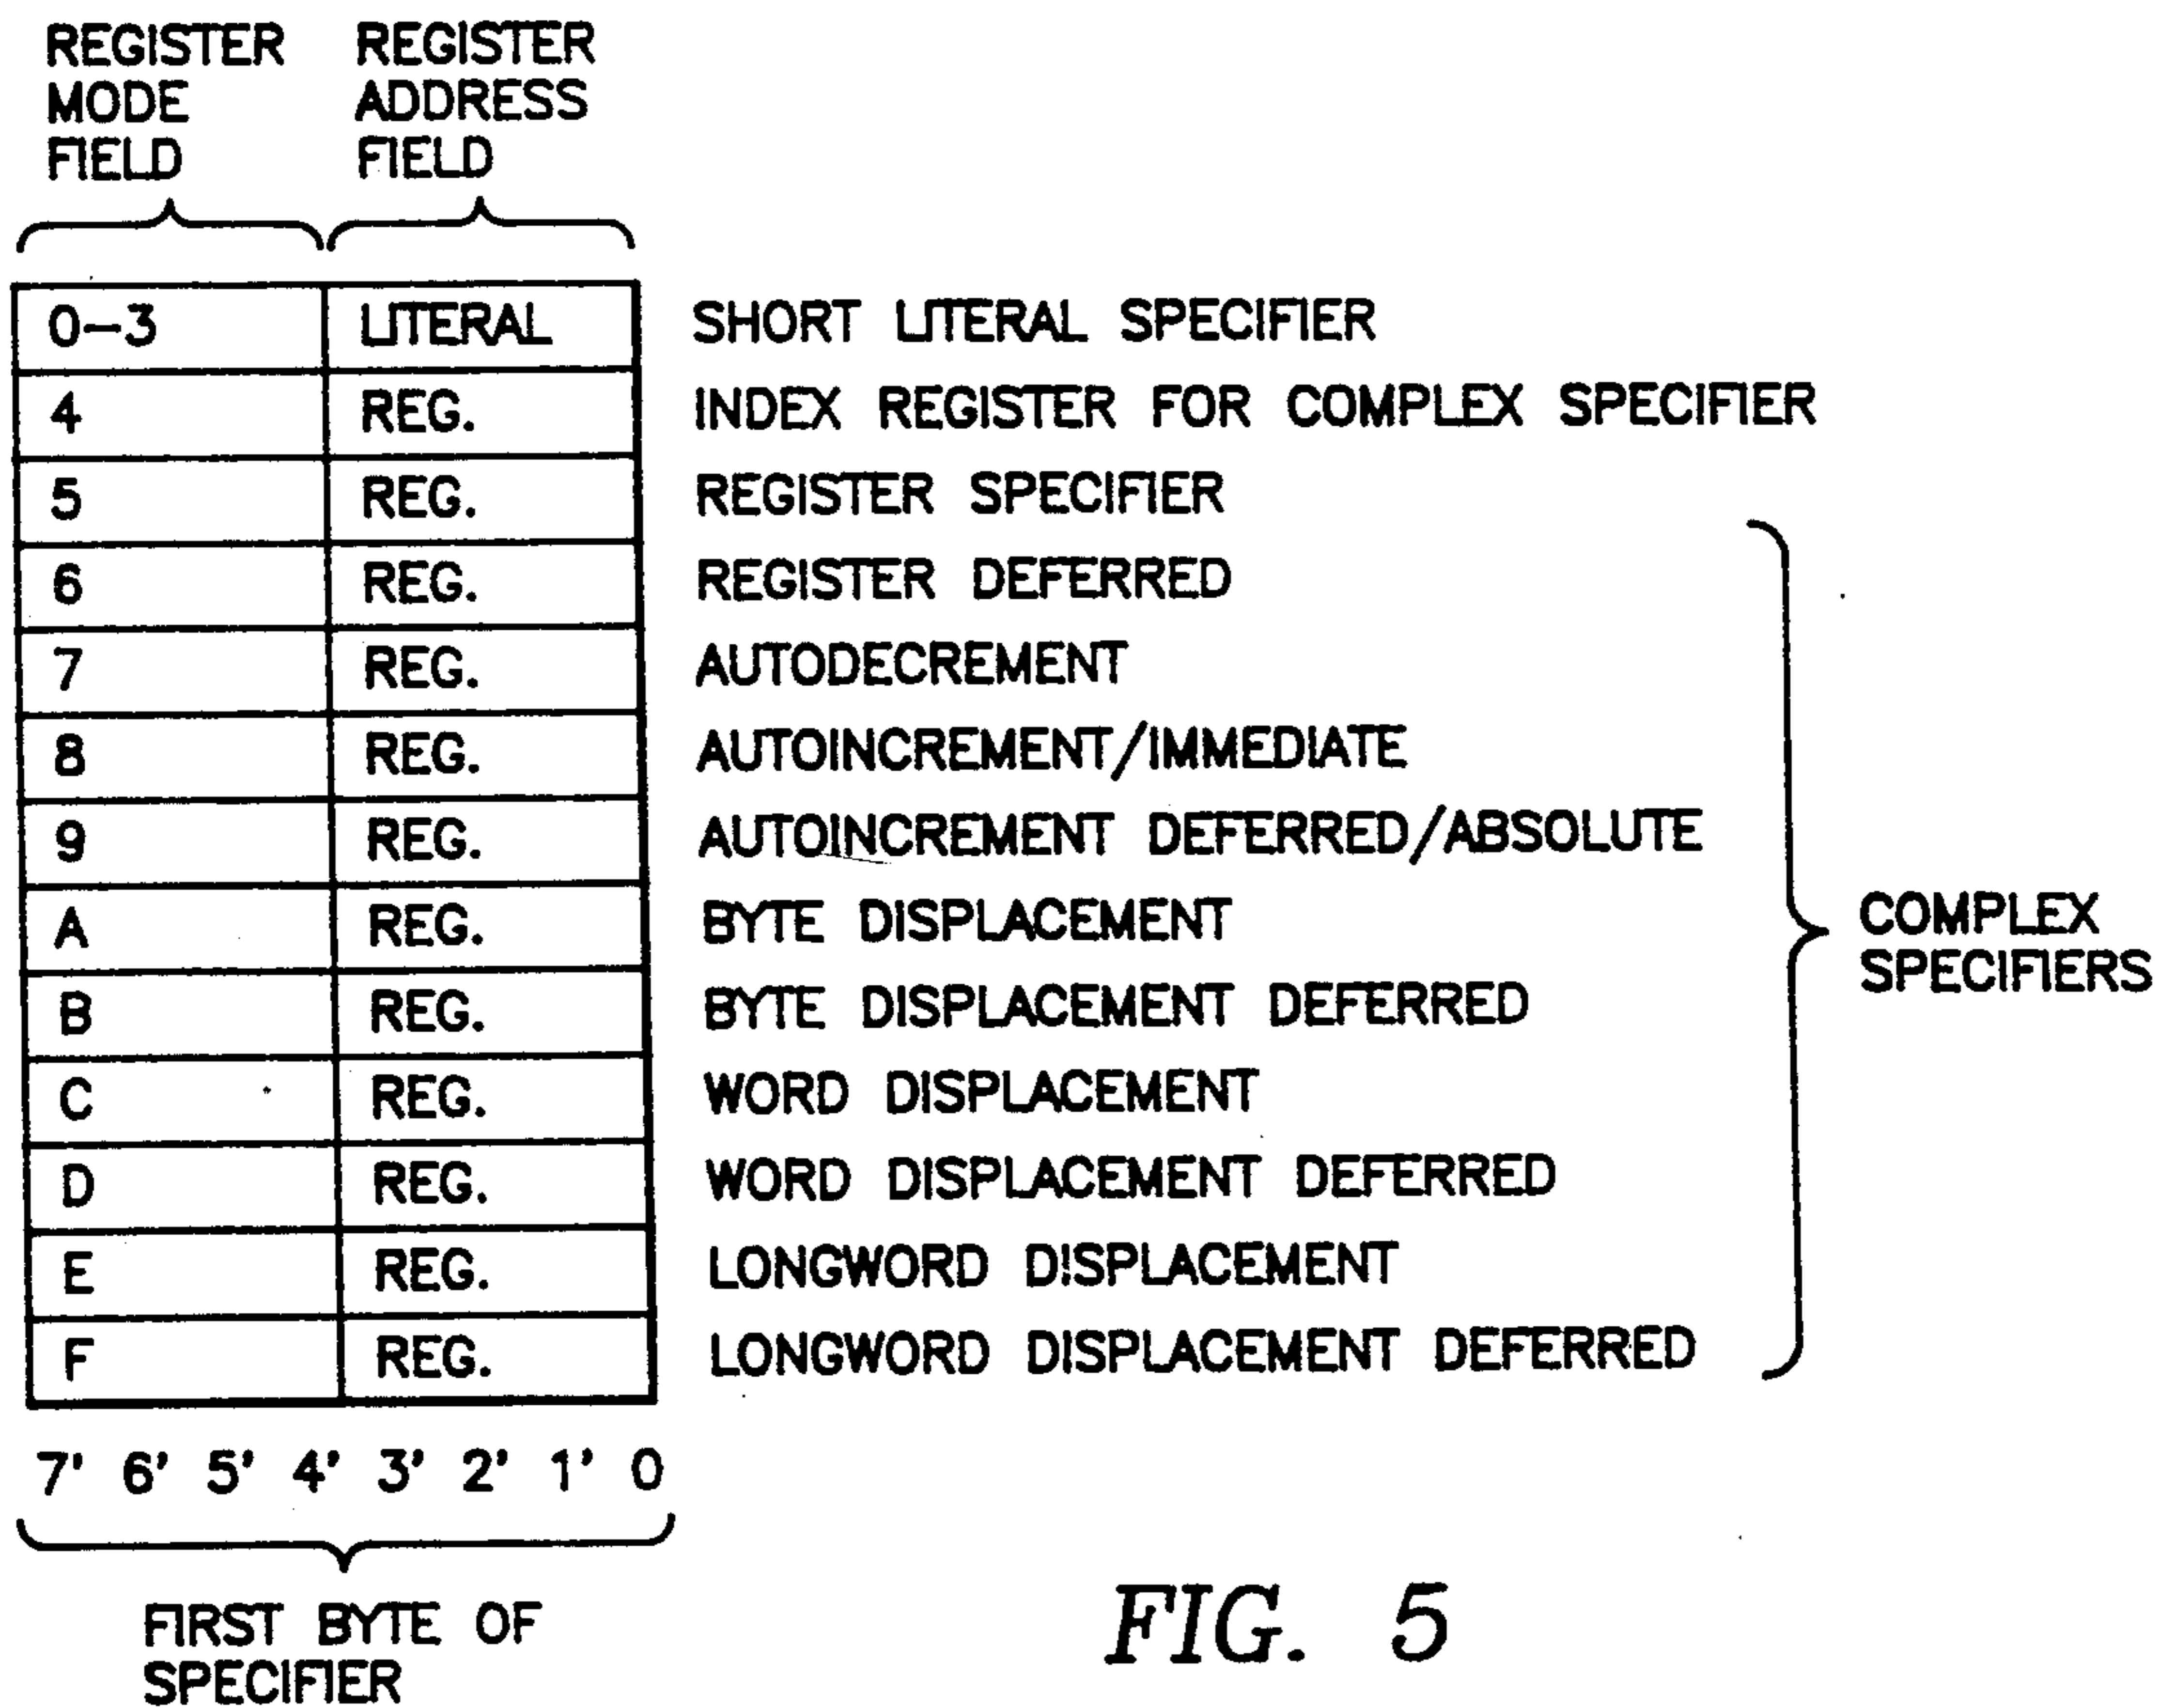 REGISTER MODE FIELD
REGISTER ADDRESS FIELD
0-3 LITERAL SHORT LITERAL SPECIFIER
4 REG. INDEX REGISTER FOR COMPLEX SPECIFIER
5 REG. REGISTER SPECIFIER
6 REG. REGISTER DEFERRED
7 REG. AUTODECREMENT
8 REG. AUTOINCREMENT/IMMEDIATE
9 REG. AUTOINCREMENT DEFERRED/ABSOLUTE
A REG. BYTE DISPLACEMENT
B REG. BYTE DISPLACEMENT DEFERRED
C REG. WORD DISPLACEMENT
D REG. WORD DISPLACEMENT DEFERRED
E REG. LONGWORD DISPLACEMENT
F REG. LONGWORD DISPLACEMENT DEFERRED
COMPLEX
SPECIFIERS
7' 6' 5' 4' 3' 2' 1' 0
FIRST BYTE OF
SPECIFIER
FIG. 5